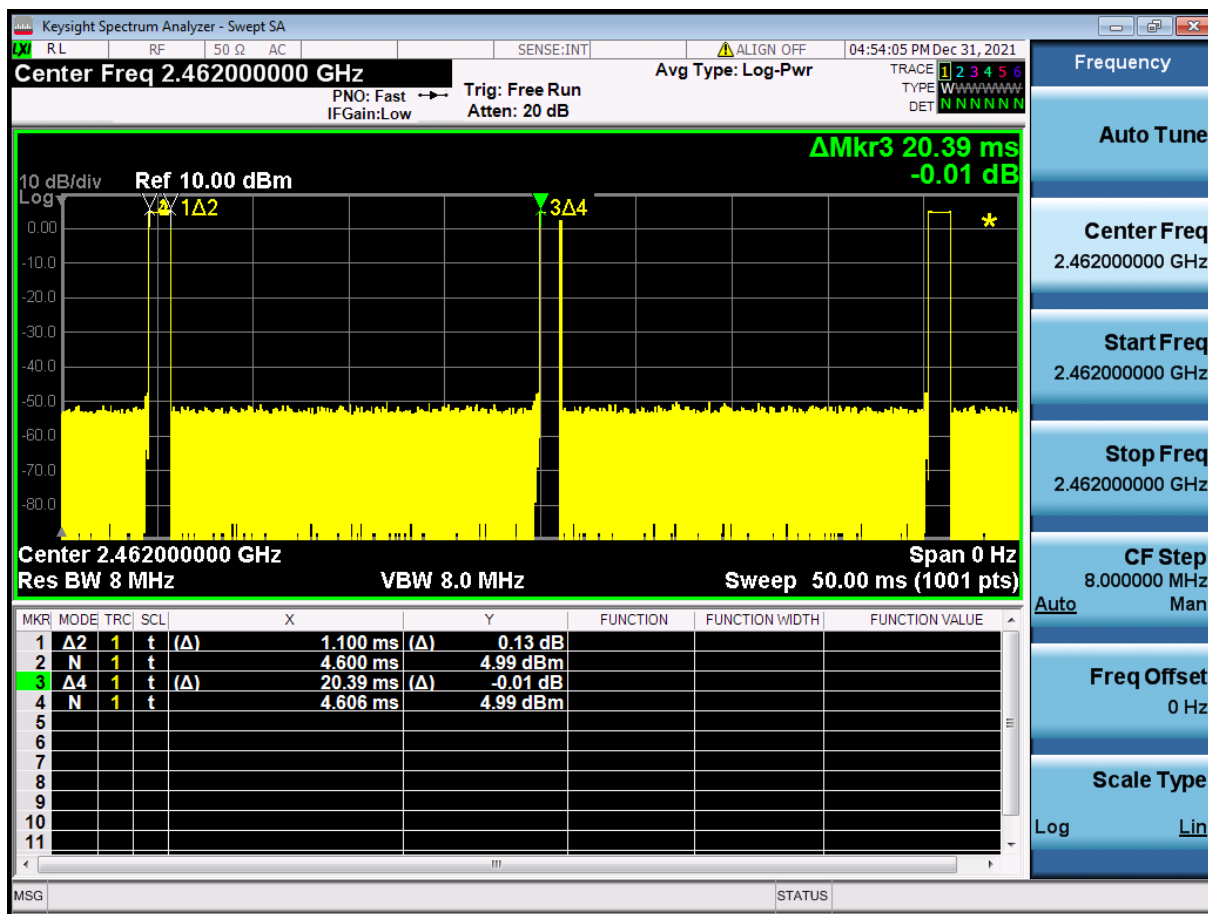 Keysight Spectrum Analyzer - Swept SA
LXI RL RF 50 Ω AC SENSE:INT ALIGN OFF 04:54:05 PM Dec 31, 2021
Center Freq 2.462000000 GHz
PNO: Fast
IFGain:Low
Trig: Free Run
Atten: 20 dB
Avg Type: Log-Pwr
TRACE 1 2 3 4 5 6
TYPE WWWWWWW
DET N N N N N N
ΔMkr3 20.39 ms
-0.01 dB
10 dB/div Ref 10.00 dBm
Log
1Δ2
3Δ4
*
0.00
-10.0
-20.0
-30.0
-40.0
-50.0
-60.0
-70.0
-80.0
Center 2.462000000 GHz Span 0 Hz
Res BW 8 MHz VBW 8.0 MHz Sweep 50.00 ms (1001 pts)
MKR MODE TRC SCL X Y FUNCTION FUNCTION WIDTH FUNCTION VALUE
1 Δ2 1 t (Δ) 1.100 ms (Δ) 0.13 dB
2 N 1 t 4.600 ms 4.99 dBm
3 Δ4 1 t (Δ) 20.39 ms (Δ) -0.01 dB
4 N 1 t 4.606 ms 4.99 dBm
5
6
7
8
9
10
11
MSG STATUS
Frequency
Auto Tune
Center Freq
2.462000000 GHz
Start Freq
2.462000000 GHz
Stop Freq
2.462000000 GHz
CF Step
8.000000 MHz
Auto Man
Freq Offset
0 Hz
Scale Type
Log Lin